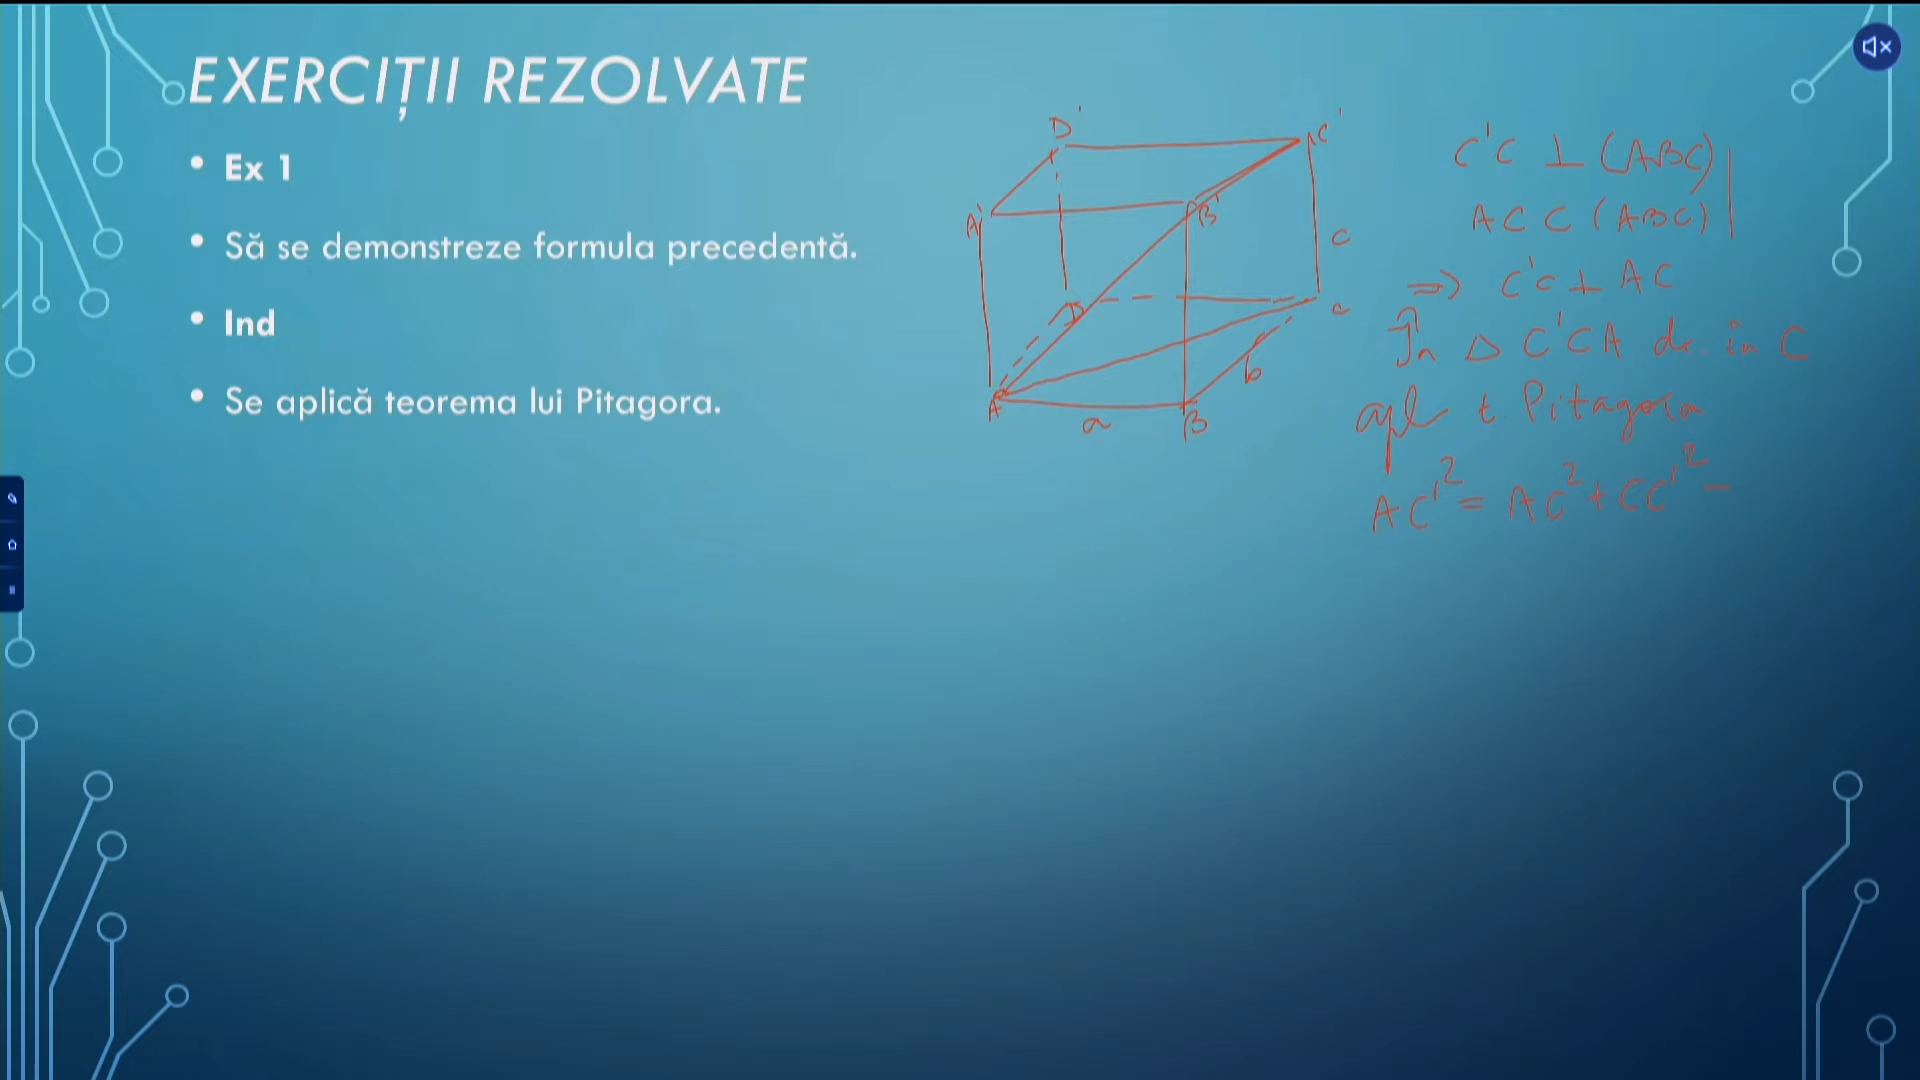 EXERCIȚII REZOLVATE
• Ex 1
• Să se demonstreze formula precedentă.
• Ind
• Se aplică teorema lui Pitagora.
D'
C'
A'
B'
c
D
c
b
A
a
B
C'C ⊥ (ABC)
AC ⊂ (ABC)
=> C'C ⊥ AC
În △ C'CA dr. în C
apl t. Pitagora
AC'² = AC² + CC'² =